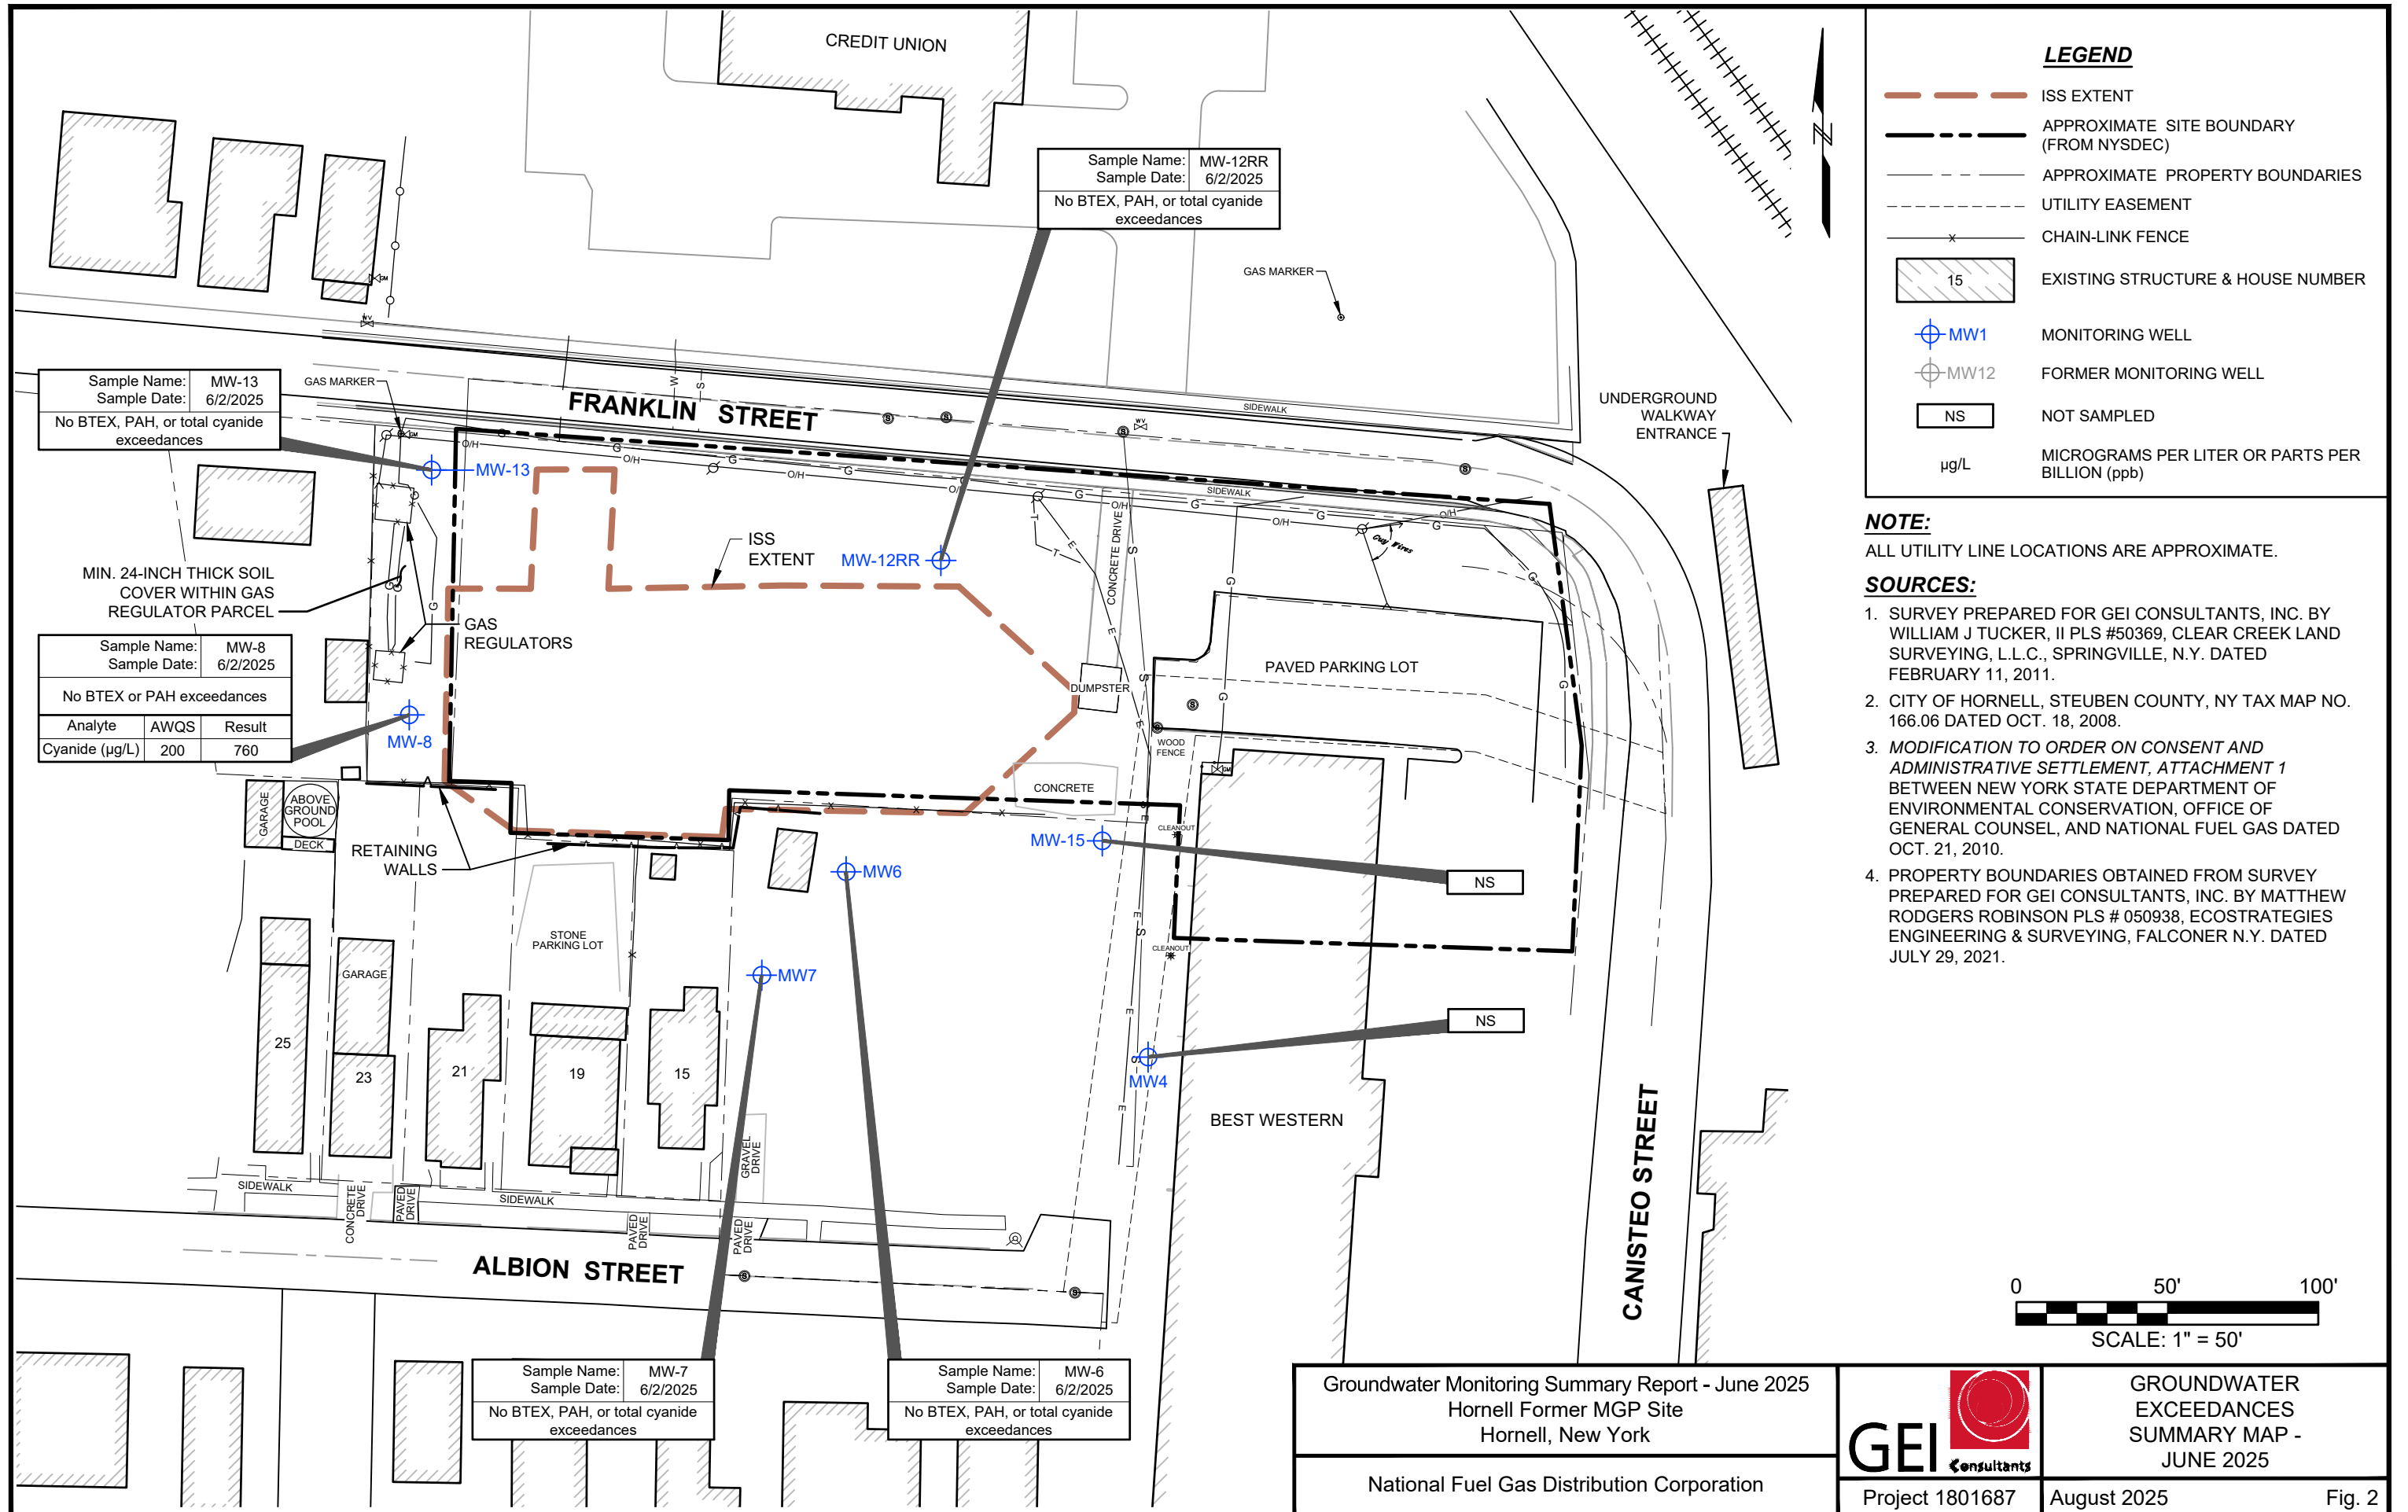 CREDIT UNION
Sample Name: MW-12RR
Sample Date: 6/2/2025
No BTEX, PAH, or total cyanide
exceedances
GAS MARKER
GM
W V
Sample Name: MW-13
Sample Date: 6/2/2025
No BTEX, PAH, or total cyanide
exceedances
GAS MARKER
GM
W
S
FRANKLIN STREET
SIDEWALK
W V
UNDERGROUND
WALKWAY
ENTRANCE
O/H
G
G
O/H
G
O/H
G
O/H
G
O/H
SIDEWALK
G
O/H
G
O/H
G
MW-13
ISS
EXTENT
MW-12RR
CONCRETE DRIVE
T
T
E
S
Guy Wires
G
G
MIN. 24-INCH THICK SOIL
COVER WITHIN GAS
REGULATOR PARCEL
GAS
REGULATORS
Sample Name: MW-8
Sample Date: 6/2/2025
No BTEX or PAH exceedances
Analyte AWQS Result
Cyanide (µg/L) 200 760
MW-8
DUMPSTER
PAVED PARKING LOT
G
G
WOOD
FENCE
GM
CONCRETE
GARAGE
ABOVE
GROUND
POOL
DECK
RETAINING
WALLS
CLEANOUT
MW-15
MW6
NS
STONE
PARKING LOT
GARAGE
CLEANOUT
MW7
NS
25
23
21
19
15
MW4
BEST WESTERN
CANISTEO STREET
GRAVEL
DRIVE
SIDEWALK
CONCRETE
DRIVE
PAVED
DRIVE
SIDEWALK
PAVED
DRIVE
PAVED
DRIVE
ALBION STREET
Sample Name: MW-7
Sample Date: 6/2/2025
No BTEX, PAH, or total cyanide
exceedances
Sample Name: MW-6
Sample Date: 6/2/2025
No BTEX, PAH, or total cyanide
exceedances
N
LEGEND
ISS EXTENT
APPROXIMATE SITE BOUNDARY
(FROM NYSDEC)
APPROXIMATE PROPERTY BOUNDARIES
UTILITY EASEMENT
x CHAIN-LINK FENCE
15 EXISTING STRUCTURE & HOUSE NUMBER
MW1 MONITORING WELL
MW12 FORMER MONITORING WELL
NS NOT SAMPLED
µg/L MICROGRAMS PER LITER OR PARTS PER
BILLION (ppb)
NOTE:
ALL UTILITY LINE LOCATIONS ARE APPROXIMATE.
SOURCES:
1. SURVEY PREPARED FOR GEI CONSULTANTS, INC. BY
WILLIAM J TUCKER, II PLS #50369, CLEAR CREEK LAND
SURVEYING, L.L.C., SPRINGVILLE, N.Y. DATED
FEBRUARY 11, 2011.
2. CITY OF HORNELL, STEUBEN COUNTY, NY TAX MAP NO.
166.06 DATED OCT. 18, 2008.
3. MODIFICATION TO ORDER ON CONSENT AND
ADMINISTRATIVE SETTLEMENT, ATTACHMENT 1
BETWEEN NEW YORK STATE DEPARTMENT OF
ENVIRONMENTAL CONSERVATION, OFFICE OF
GENERAL COUNSEL, AND NATIONAL FUEL GAS DATED
OCT. 21, 2010.
4. PROPERTY BOUNDARIES OBTAINED FROM SURVEY
PREPARED FOR GEI CONSULTANTS, INC. BY MATTHEW
RODGERS ROBINSON PLS # 050938, ECOSTRATEGIES
ENGINEERING & SURVEYING, FALCONER N.Y. DATED
JULY 29, 2021.
0 50' 100'
SCALE: 1" = 50'
Groundwater Monitoring Summary Report - June 2025
Hornell Former MGP Site
Hornell, New York
National Fuel Gas Distribution Corporation
GEI
Consultants
Project 1801687
GROUNDWATER
EXCEEDANCES
SUMMARY MAP -
JUNE 2025
August 2025 Fig. 2